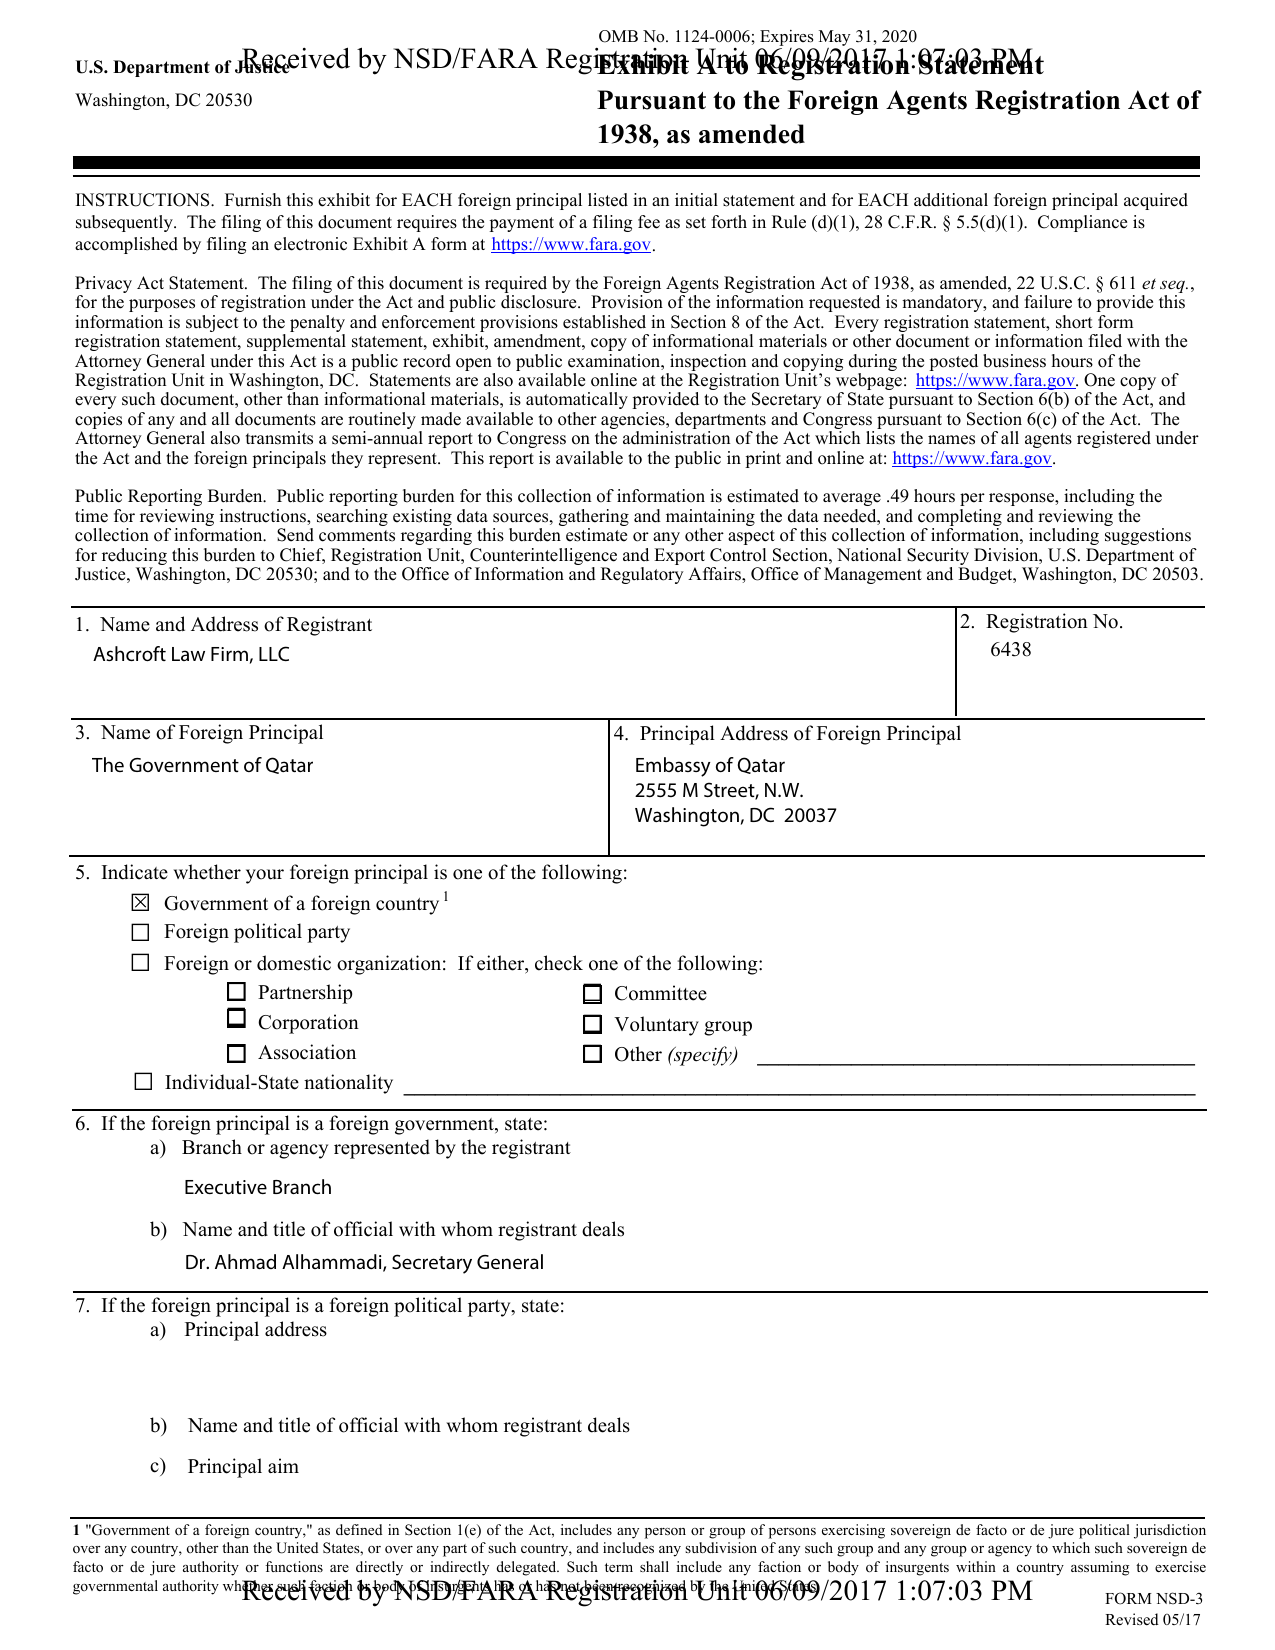 OMB No. 1124-0006; Expires May 31, 2020
Received by NSD/FARA Registration Unit 06/09/2017 1:07:03 PM
U.S. Department of Justice
Exhibit A to Registration Statement
Washington, DC 20530
Pursuant to the Foreign Agents Registration Act of
1938, as amended
INSTRUCTIONS. Furnish this exhibit for EACH foreign principal listed in an initial statement and for EACH additional foreign principal acquired
subsequently. The filing of this document requires the payment of a filing fee as set forth in Rule (d)(1), 28 C.F.R. § 5.5(d)(1). Compliance is
accomplished by filing an electronic Exhibit A form at https://www.fara.gov.
Privacy Act Statement. The filing of this document is required by the Foreign Agents Registration Act of 1938, as amended, 22 U.S.C. § 611 et seq.,
for the purposes of registration under the Act and public disclosure. Provision of the information requested is mandatory, and failure to provide this
information is subject to the penalty and enforcement provisions established in Section 8 of the Act. Every registration statement, short form
registration statement, supplemental statement, exhibit, amendment, copy of informational materials or other document or information filed with the
Attorney General under this Act is a public record open to public examination, inspection and copying during the posted business hours of the
Registration Unit in Washington, DC. Statements are also available online at the Registration Unit’s webpage: https://www.fara.gov. One copy of
every such document, other than informational materials, is automatically provided to the Secretary of State pursuant to Section 6(b) of the Act, and
copies of any and all documents are routinely made available to other agencies, departments and Congress pursuant to Section 6(c) of the Act. The
Attorney General also transmits a semi-annual report to Congress on the administration of the Act which lists the names of all agents registered under
the Act and the foreign principals they represent. This report is available to the public in print and online at: https://www.fara.gov.
Public Reporting Burden. Public reporting burden for this collection of information is estimated to average .49 hours per response, including the
time for reviewing instructions, searching existing data sources, gathering and maintaining the data needed, and completing and reviewing the
collection of information. Send comments regarding this burden estimate or any other aspect of this collection of information, including suggestions
for reducing this burden to Chief, Registration Unit, Counterintelligence and Export Control Section, National Security Division, U.S. Department of
Justice, Washington, DC 20530; and to the Office of Information and Regulatory Affairs, Office of Management and Budget, Washington, DC 20503.
1. Name and Address of Registrant
Ashcroft Law Firm, LLC
2. Registration No.
6438
3. Name of Foreign Principal
The Government of Qatar
4. Principal Address of Foreign Principal
Embassy of Qatar
2555 M Street, N.W.
Washington, DC 20037
5. Indicate whether your foreign principal is one of the following:
☒ Government of a foreign country 1
☐ Foreign political party
☐ Foreign or domestic organization: If either, check one of the following:
☐ Partnership ☐ Committee
☐ Corporation ☐ Voluntary group
☐ Association ☐ Other (specify)
☐ Individual-State nationality
6. If the foreign principal is a foreign government, state:
a) Branch or agency represented by the registrant
Executive Branch
b) Name and title of official with whom registrant deals
Dr. Ahmad Alhammadi, Secretary General
7. If the foreign principal is a foreign political party, state:
a) Principal address
b) Name and title of official with whom registrant deals
c) Principal aim
1 "Government of a foreign country," as defined in Section 1(e) of the Act, includes any person or group of persons exercising sovereign de facto or de jure political jurisdiction
over any country, other than the United States, or over any part of such country, and includes any subdivision of any such group and any group or agency to which such sovereign de
facto or de jure authority or functions are directly or indirectly delegated. Such term shall include any faction or body of insurgents within a country assuming to exercise
governmental authority whether such faction or body of insurgents has or has not been recognized by the United States.
Received by NSD/FARA Registration Unit 06/09/2017 1:07:03 PM
FORM NSD-3
Revised 05/17